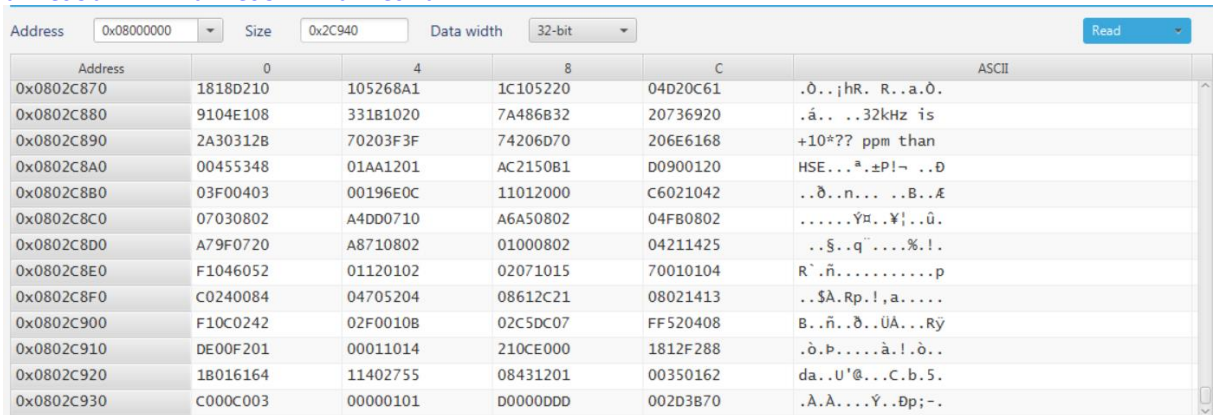 Address 0x08000000 Size 0x2C940 Data width 32-bit Read
Address 0 4 8 C ASCII
0x0802C870 1818D210 105268A1 1C105220 04D20C61 .Ò..¡hR. R..a.Ò.
0x0802C880 9104E108 331B1020 7A486B32 20736920 .á.. ..32kHz is
0x0802C890 2A30312B 70203F3F 74206D70 206E6168 +10*?? ppm than
0x0802C8A0 00455348 01AA1201 AC2150B1 D0900120 HSE...ª.±P!¬ ..Ð
0x0802C8B0 03F00403 00196E0C 11012000 C6021042 ..ð..n... ..B..Æ
0x0802C8C0 07030802 A4DD0710 A6A50802 04FB0802 ......Ý¤..¥¦..û.
0x0802C8D0 A79F0720 A8710802 01000802 04211425 ..§..q¨....%.!.
0x0802C8E0 F1046052 01120102 02071015 70010104 R`.ñ...........p
0x0802C8F0 C0240084 04705204 08612C21 08021413 ..$À.Rp.!,a.....
0x0802C900 F10C0242 02F0010B 02C5DC07 FF520408 B..ñ..ð..ÜÅ...Rÿ
0x0802C910 DE00F201 00011014 210CE000 1812F288 .ò.Þ.....à.!.ò..
0x0802C920 1B016164 11402755 08431201 00350162 da..U'@...C.b.5.
0x0802C930 C000C003 00000101 D0000DDD 002D3B70 .À.À....Ý..Ðp;-.